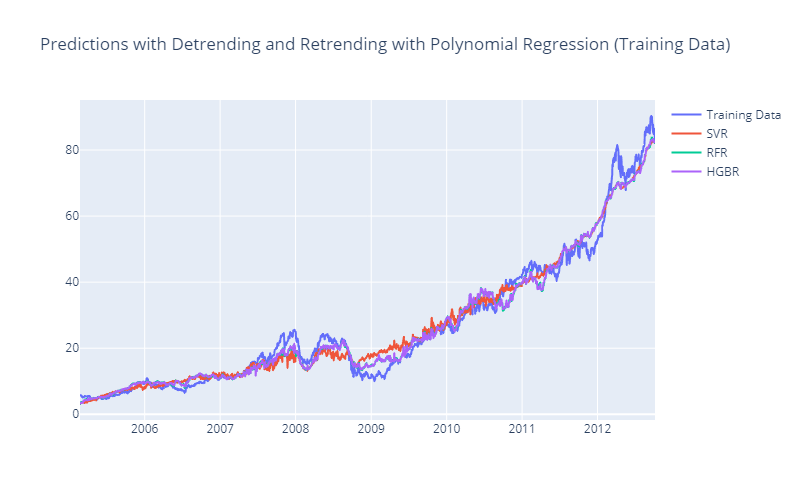 Predictions with Detrending and Retrending with Polynomial Regression (Training Data)
Training Data
SVR
RFR
HGBR
80
60
40
20
0
2006 2007 2008 2009 2010 2011 2012